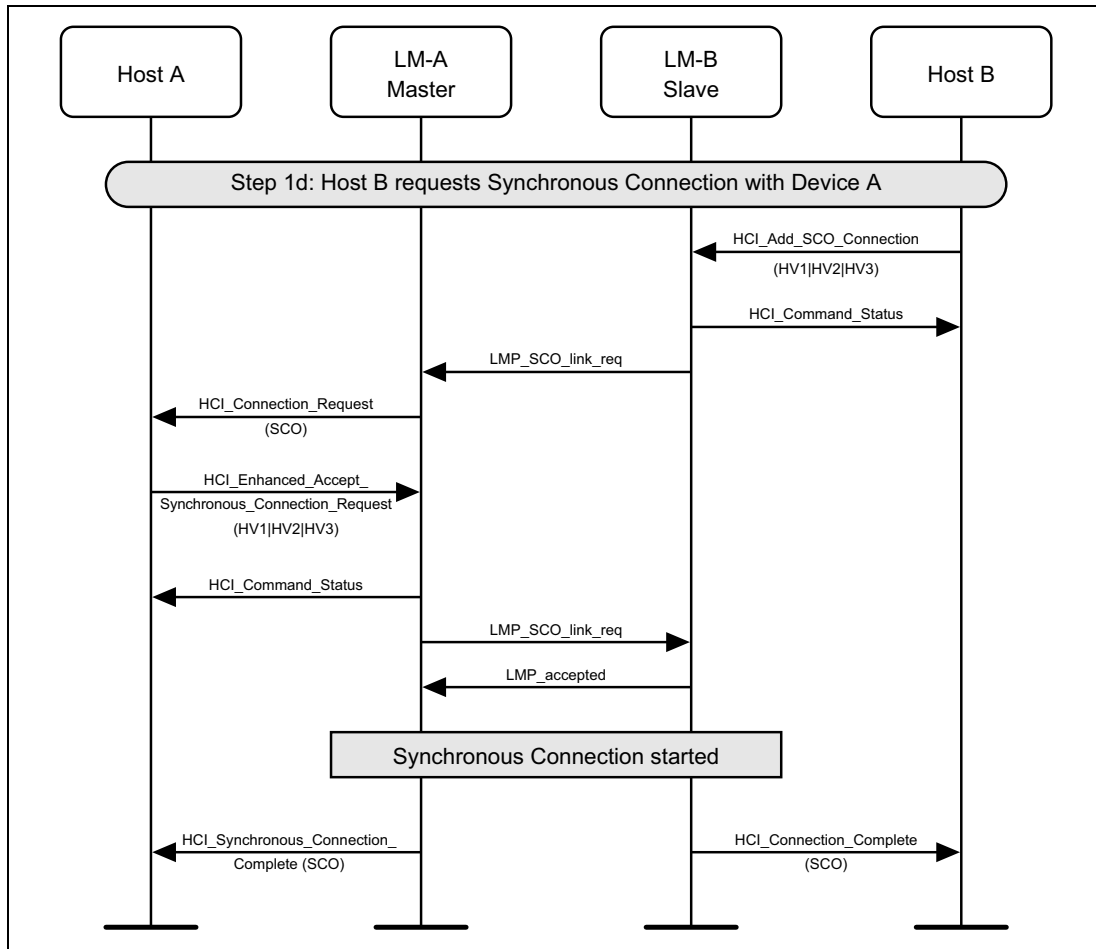 Host A
LM-A
Master
LM-B
Slave
Host B
Step 1d: Host B requests Synchronous Connection with Device A
HCI_Add_SCO_Connection
(HV1|HV2|HV3)
HCI_Command_Status
LMP_SCO_link_req
HCI_Connection_Request
(SCO)
HCI_Enhanced_Accept_
Synchronous_Connection_Request
(HV1|HV2|HV3)
HCI_Command_Status
LMP_SCO_link_req
LMP_accepted
Synchronous Connection started
HCI_Synchronous_Connection_
Complete (SCO)
HCI_Connection_Complete
(SCO)